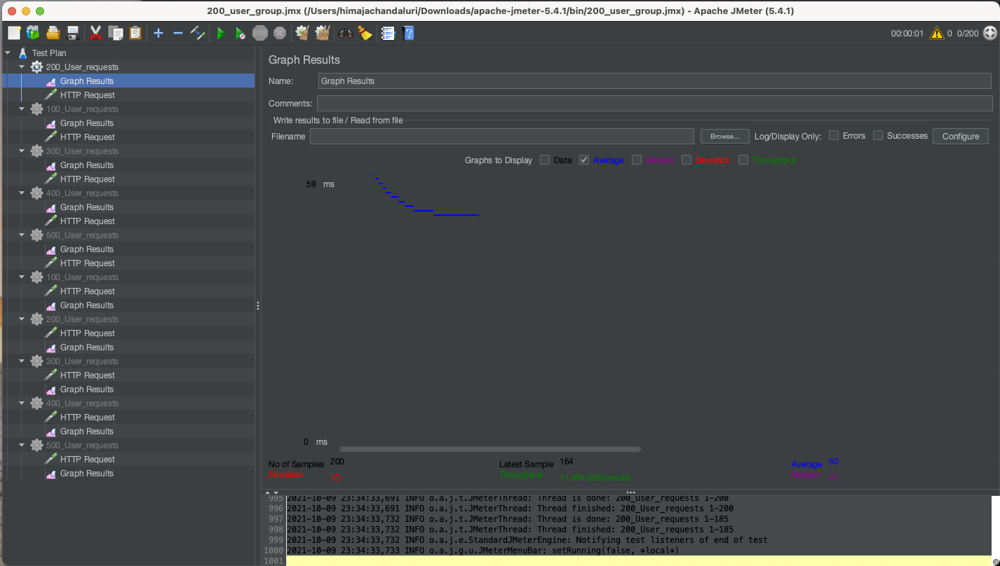 200_user_group.jmx (/Users/himajachandaluri/Downloads/apache-jmeter-5.4.1/bin/200_user_group.jmx) - Apache JMeter (5.4.1)
STOP
00:00:01 0 0/200
Test Plan
200_User_requests
Graph Results
HTTP Request
100_User_requests
Graph Results
HTTP Request
300_User_requests
Graph Results
HTTP Request
400_User_requests
Graph Results
HTTP Request
500_User_requests
Graph Results
HTTP Request
100_User_requests
HTTP Request
Graph Results
200_User_requests
HTTP Request
Graph Results
300_User_requests
HTTP Request
Graph Results
400_User_requests
HTTP Request
Graph Results
500_User_requests
HTTP Request
Graph Results
Graph Results
Name: Graph Results
Comments:
Write results to file / Read from file
Filename Browse... Log/Display Only: Errors Successes Configure
Graphs to Display Data Average Median Deviation Throughput
59 ms
0 ms
No of Samples 200 Latest Sample 164 Average 50
Deviation 13 Throughput 11,494.253/minute Median 47
995 2021-10-09 23:34:33,691 INFO o.a.j.t.JMeterThread: Thread is done: 200_User_requests 1-200
996 2021-10-09 23:34:33,691 INFO o.a.j.t.JMeterThread: Thread finished: 200_User_requests 1-200
997 2021-10-09 23:34:33,732 INFO o.a.j.t.JMeterThread: Thread is done: 200_User_requests 1-185
998 2021-10-09 23:34:33,732 INFO o.a.j.t.JMeterThread: Thread finished: 200_User_requests 1-185
999 2021-10-09 23:34:33,732 INFO o.a.j.e.StandardJMeterEngine: Notifying test listeners of end of test
1000 2021-10-09 23:34:33,733 INFO o.a.j.g.u.JMeterMenuBar: setRunning(false, *local*)
1001